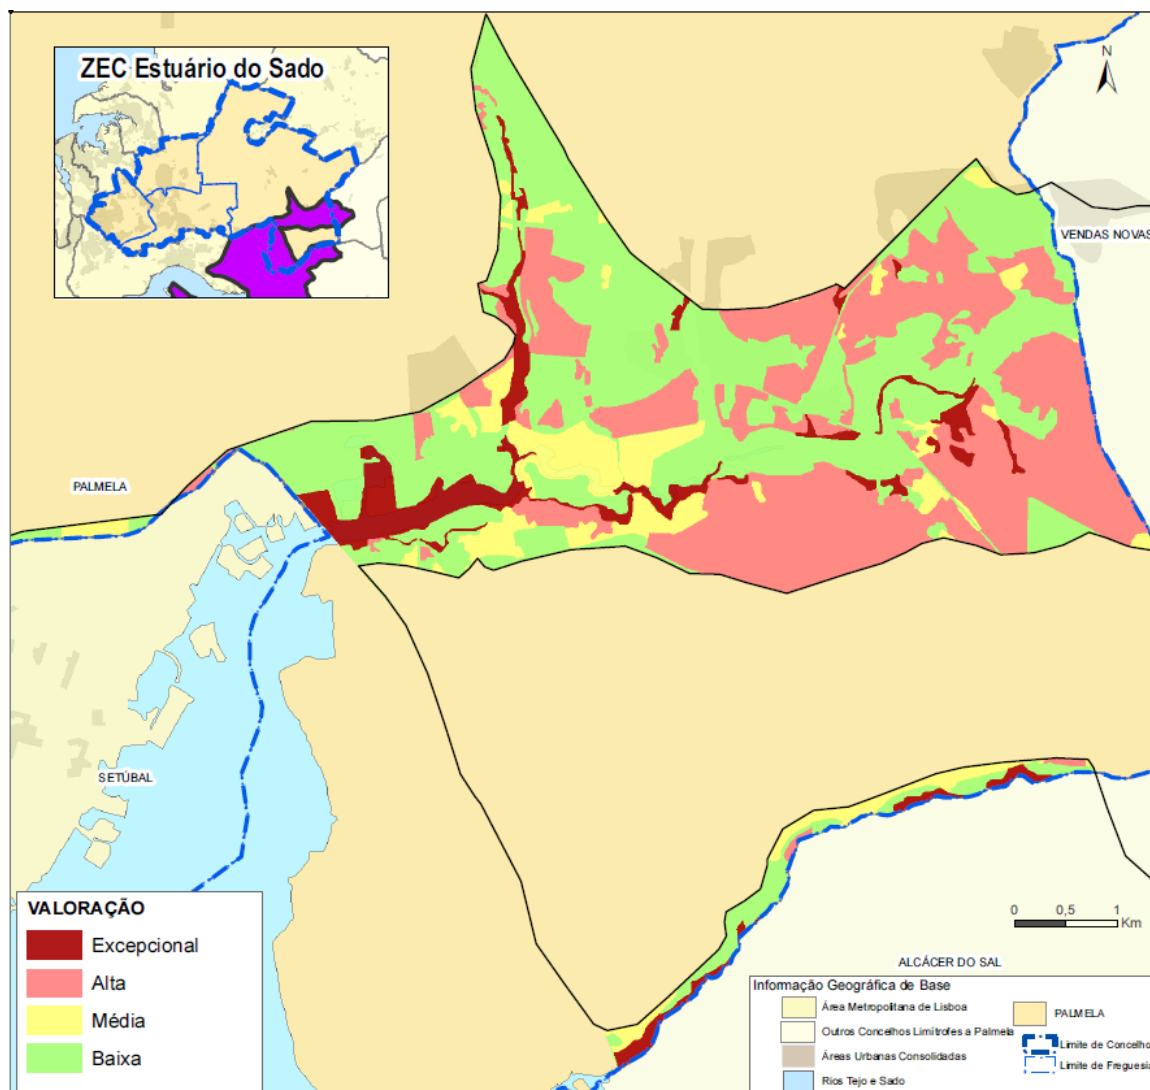 ZEC Estuário do Sado
N
VENDAS NOVAS
PALMELA
SETÚBAL
0 0,5 1
Km
ALCÁCER DO SAL
VALORAÇÃO
Excepcional
Alta
Média
Baixa
Informação Geográfica de Base
Área Metropolitana de Lisboa
Outros Concelhos Limítrofes a Palmela
Áreas Urbanas Consolidadas
Rios Tejo e Sado
PALMELA
Limite de Concelho
Limite de Freguesia